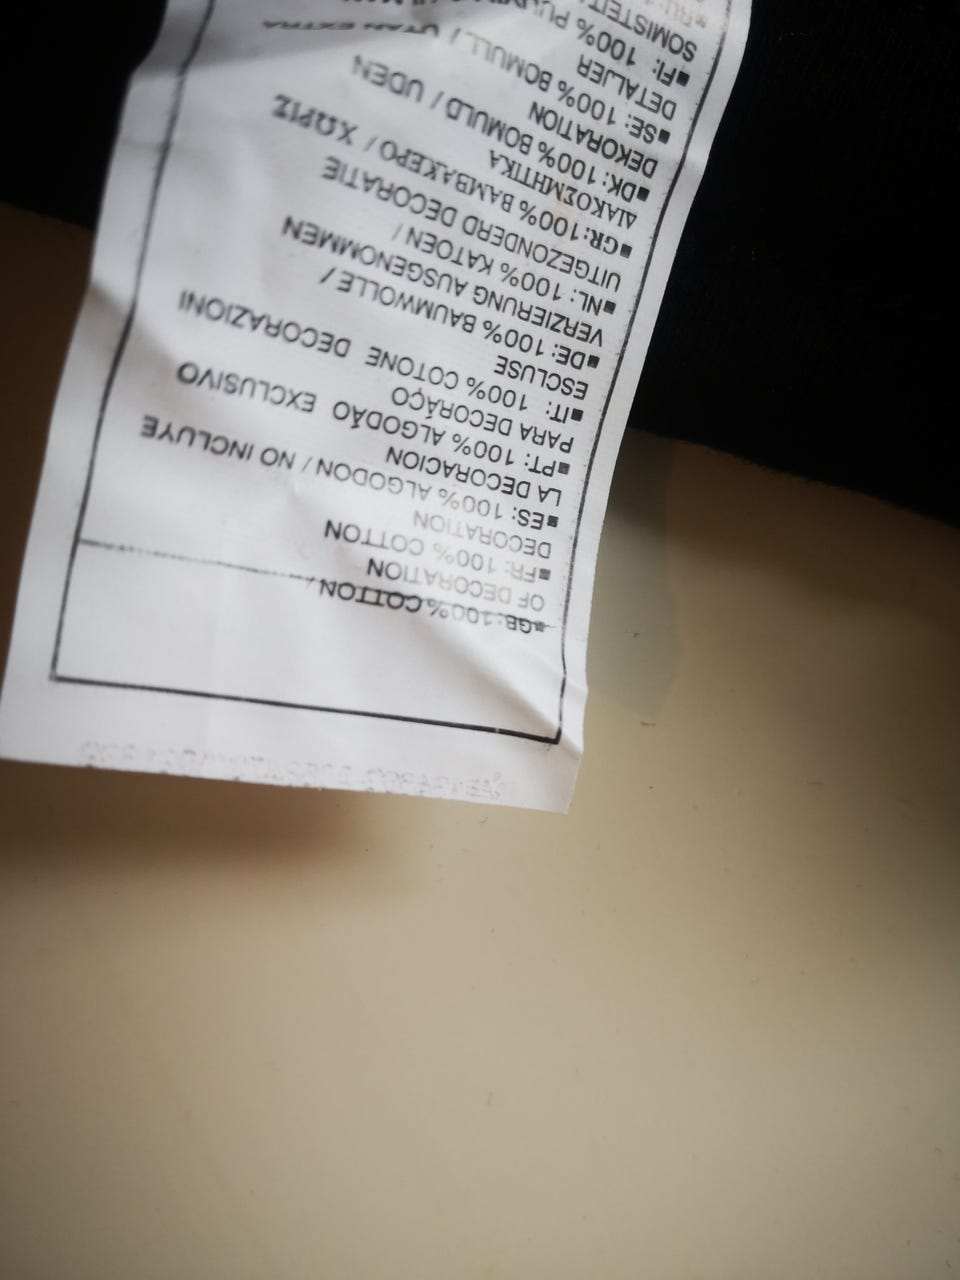 ■GB: 100% COTTON /
OF DECORATION
■FR: 100% COTTON
DECORATION
■ES: 100% ALGODON / NO INCLUYE
LA DECORACION
■PT: 100% ALGODÃO EXCLUSIVO
PARA DECORAÇO
■IT: 100% COTONE DECORAZIONI
ESCLUSE
■DE: 100% BAUMWOLLE /
VERZIERUNG AUSGENOMMEN
■NL: 100% KATOEN /
UITGEZONDERD DECORATIE
■GR:100% ΒΑΜΒΑΚΕΡΟ / ΧΩΡΙΣ
ΔΙΑΚΟΣΜΗΤΙΚΑ
■DK:100% BOMULD / UDEN
DEKORATION
■SE: 100% BOMULL / UTAN EXTRA
DETALJER
■FI: 100%